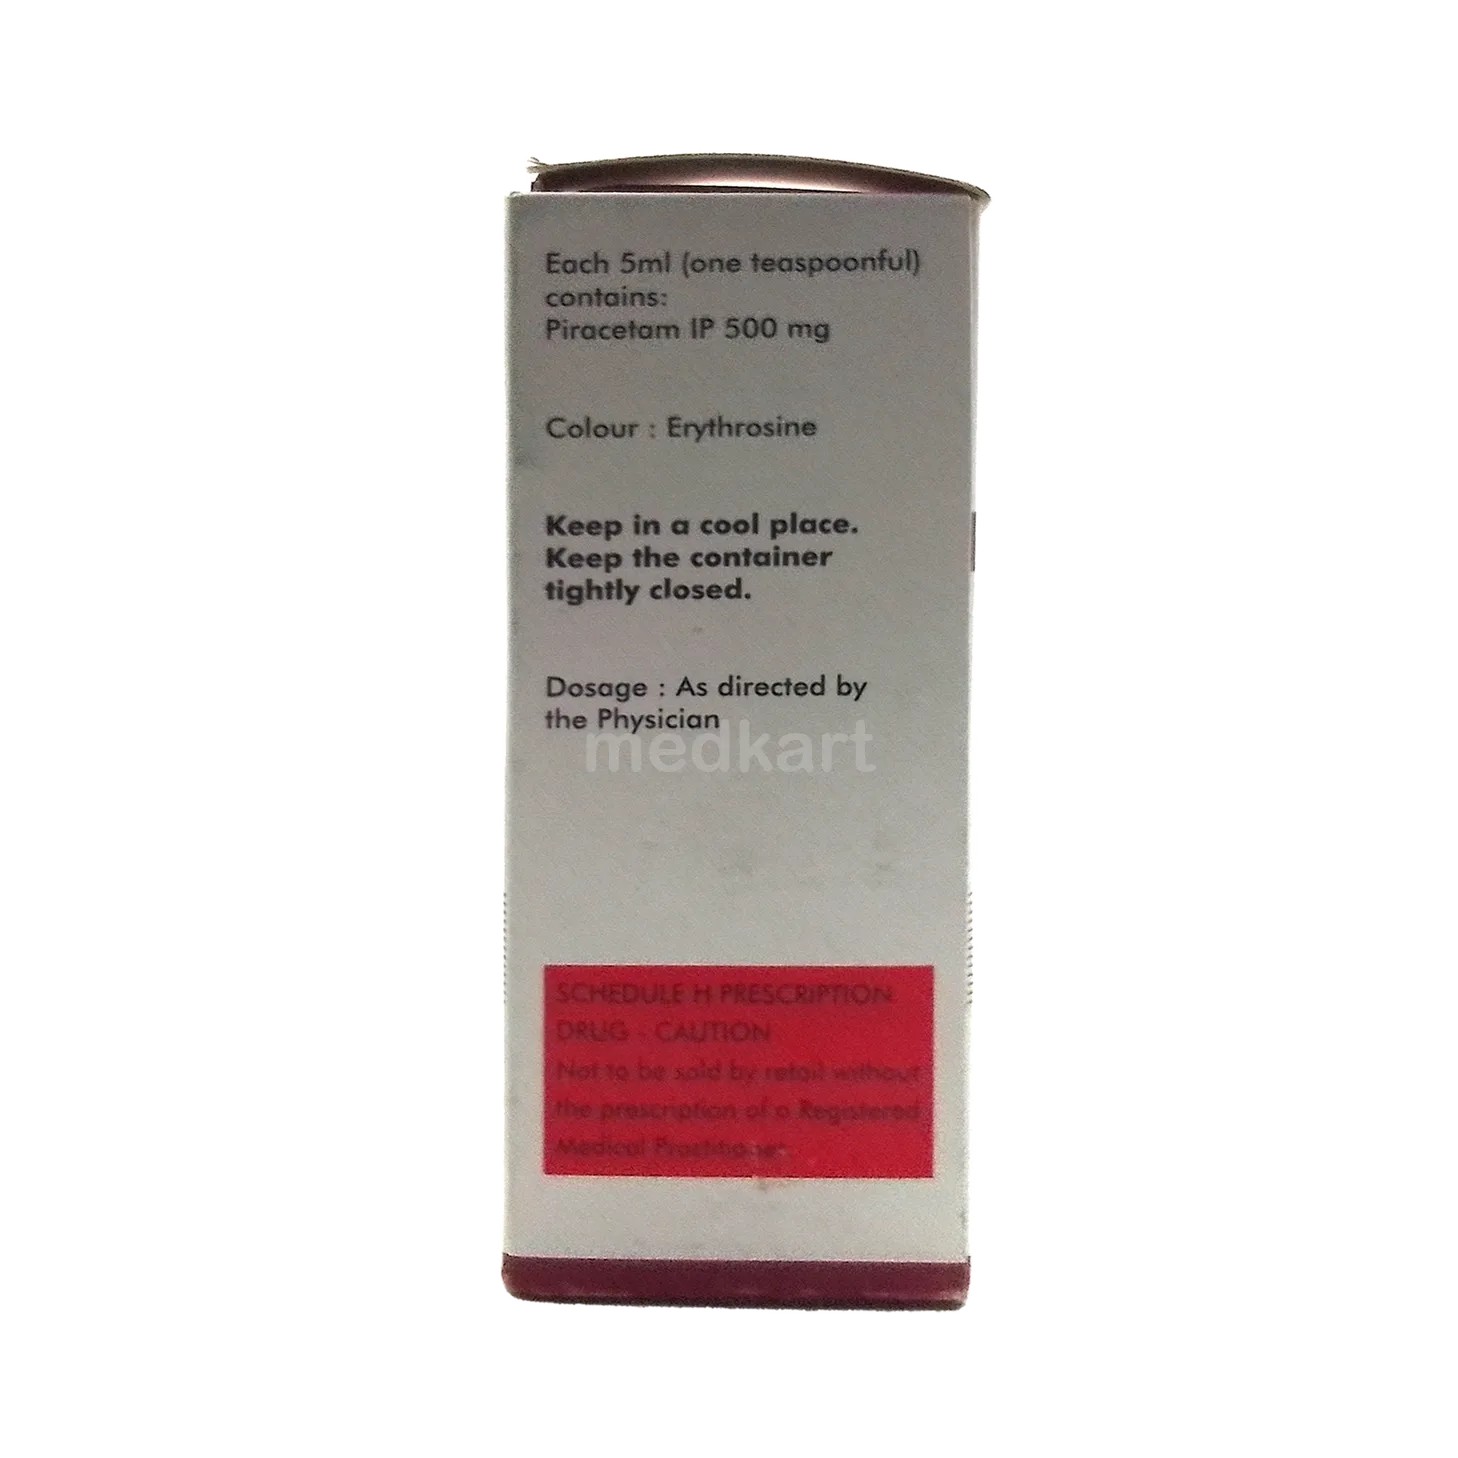 Each 5ml (one teaspoonful)
contains:
Piracetam IP 500 mg
Colour : Erythrosine
Keep in a cool place.
Keep the container
tightly closed.
Dosage : As directed by
the Physician
medkart
SCHEDULE H PRESCRIPTION
DRUG - CAUTION
Not to be sold by retail without
the prescription of a Registered
Medical Practitioner.